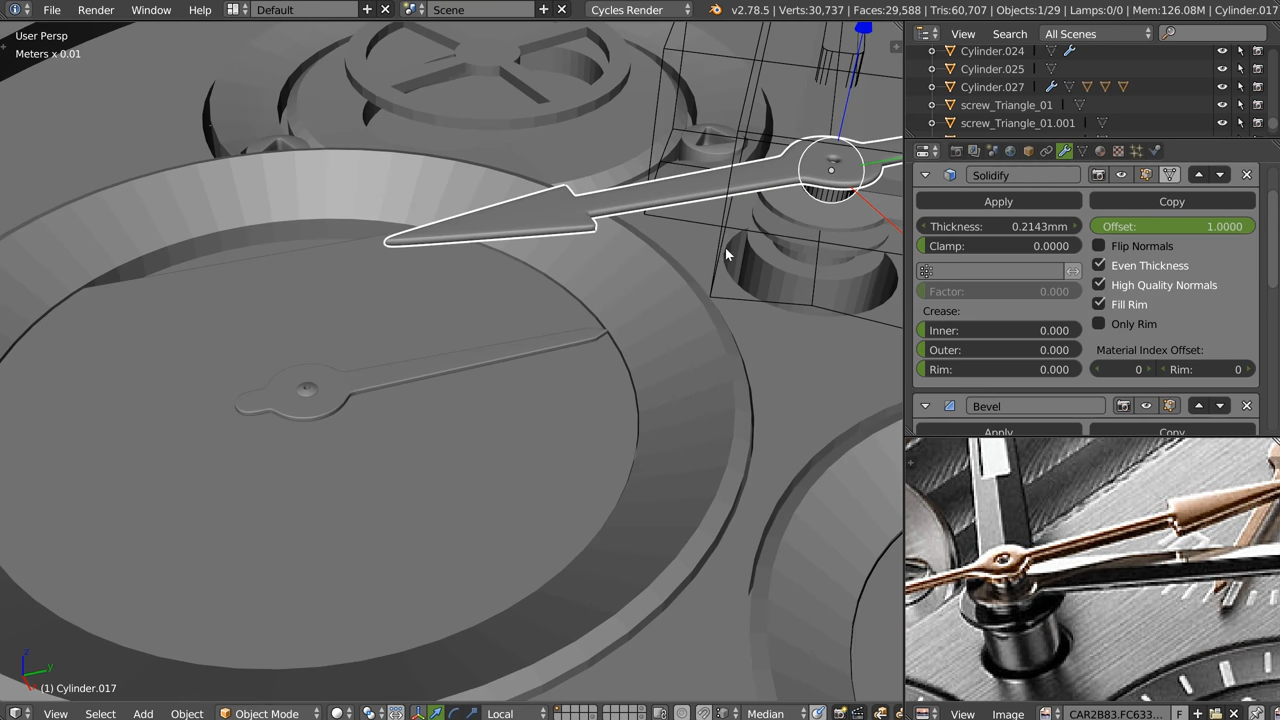 File Render Window Help Default Scene Cycles Render v2.78.5 | Verts:30,737 | Faces:29,588 | Tris:60,707 | Objects:1/29 | Lamps:0/0 | Mem:126.08M | Cylinder.017
User Persp
Meters x 0.01
View Search All Scenes
Cylinder.024
Cylinder.025
Cylinder.027
screw_Triangle_01
screw_Triangle_01.001
Solidify
Apply Copy
Thickness: 0.2143mm Offset: 1.0000
Clamp: 0.0000 Flip Normals
Even Thickness
Factor: 0.000 High Quality Normals
Crease: Fill Rim
Inner: 0.000 Only Rim
Outer: 0.000 Material Index Offset:
Rim: 0.000 0 Rim: 0
Bevel
Apply Copy
z
y
(1) Cylinder.017
View Select Add Object Object Mode Local Median View Image CAR2B83.FC633... F